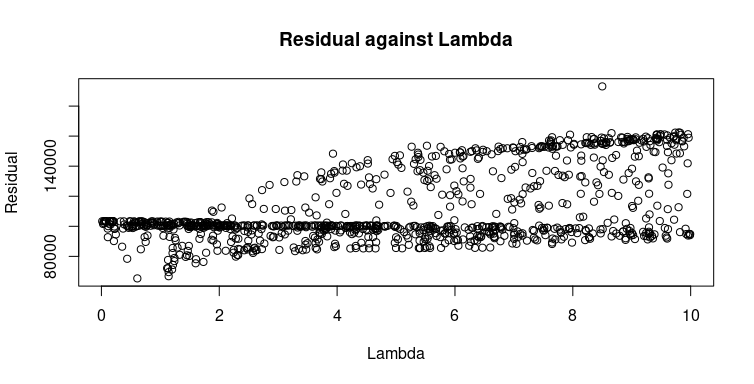 Residual against Lambda
Residual
140000
80000
0 2 4 6 8 10
Lambda